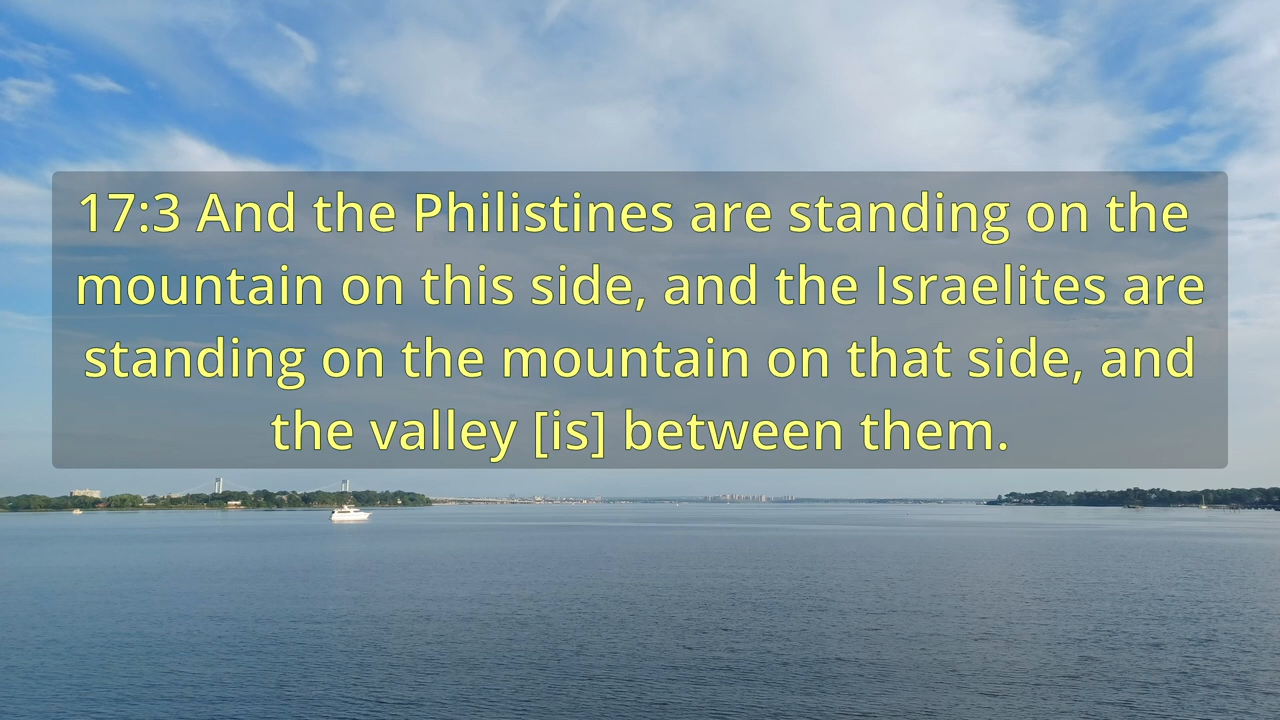 17:3 And the Philistines are standing on the
mountain on this side, and the Israelites are
standing on the mountain on that side, and
the valley [is] between them.